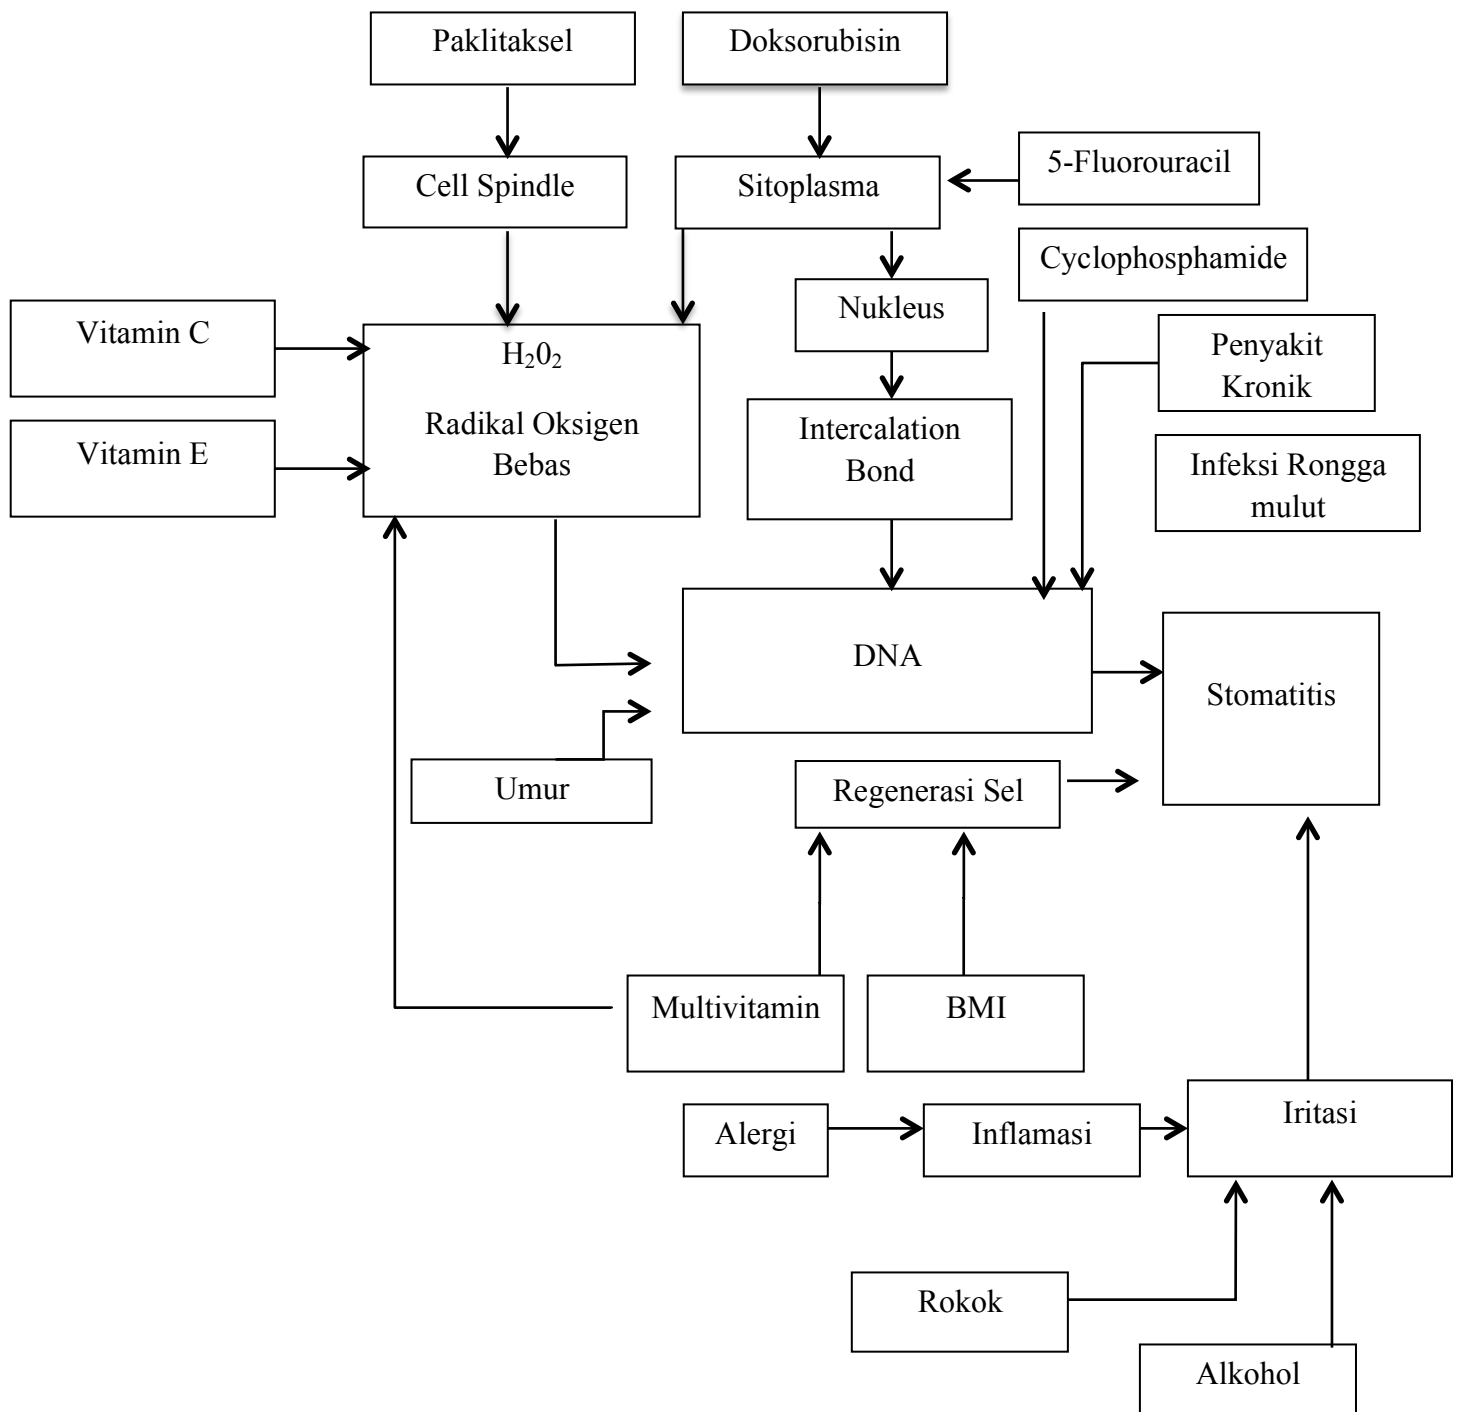 Paklitaksel
Doksorubisin
Cell Spindle
Sitoplasma
5-Fluorouracil
Cyclophosphamide
Vitamin C
H₂0₂
Radikal Oksigen
Bebas
Nukleus
Penyakit
Kronik
Vitamin E
Intercalation
Bond
Infeksi Rongga
mulut
DNA
Stomatitis
Umur
Regenerasi Sel
Multivitamin
BMI
Alergi
Inflamasi
Iritasi
Rokok
Alkohol